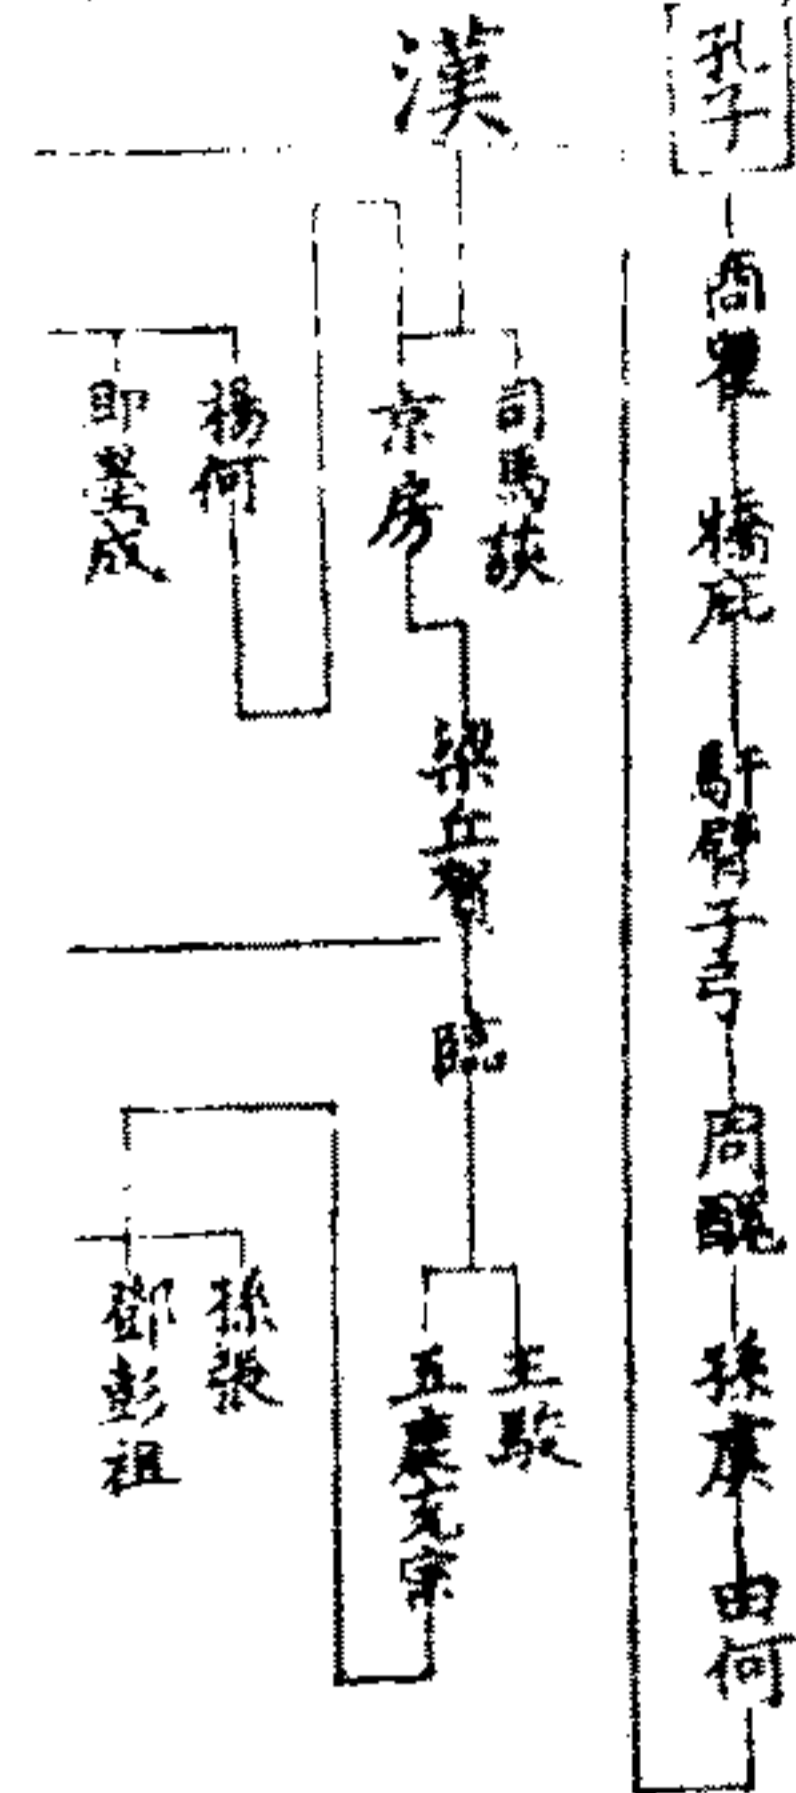 孔子
商瞿
橋庇
馯臂子弓
周醜
孫虞
田何
漢
司馬談
京房
梁丘賀
臨
王駿
五鹿充宗
楊何
即墨成
孫張
鄧彭祖